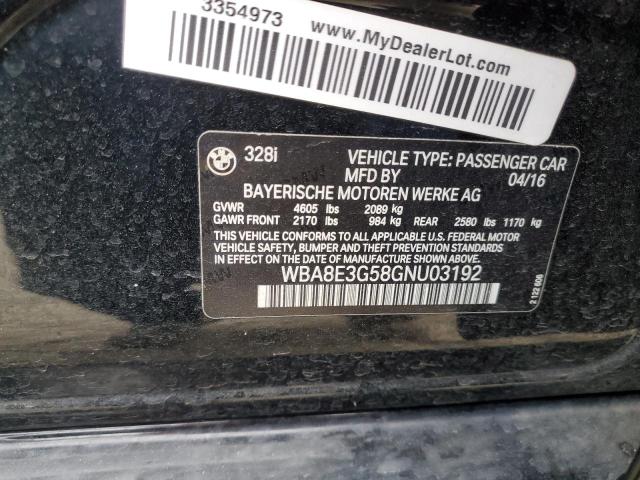 3354973
www.MyDealerLot.com
328i
VEHICLE TYPE: PASSENGER CAR
MFD BY 04/16
BAYERISCHE MOTOREN WERKE AG
GVWR 4605 lbs 2089 kg
GAWR FRONT 2170 lbs 984 kg REAR 2580 lbs 1170 kg
THIS VEHICLE CONFORMS TO ALL APPLICABLE U.S. FEDERAL MOTOR
VEHICLE SAFETY, BUMPER AND THEFT PREVENTION STANDARDS
IN EFFECT ON THE DATE OF MANUFACTURE SHOWN ABOVE.
WBA8E3G58GNU03192
2 122 606